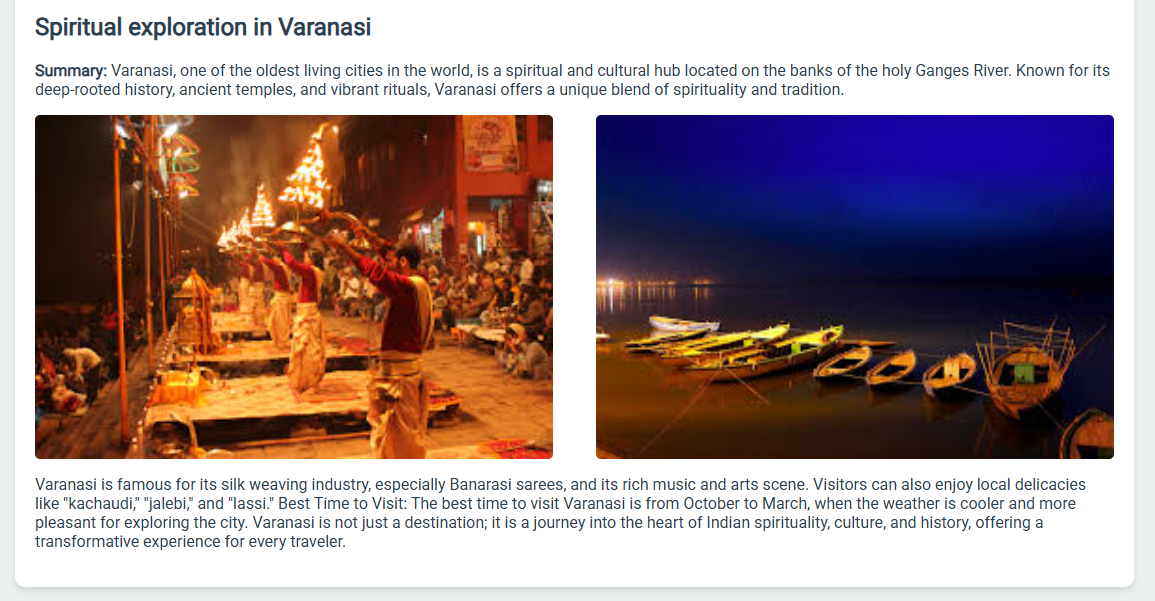 Spiritual exploration in Varanasi
Summary: Varanasi, one of the oldest living cities in the world, is a spiritual and cultural hub located on the banks of the holy Ganges River. Known for its
deep-rooted history, ancient temples, and vibrant rituals, Varanasi offers a unique blend of spirituality and tradition.
Varanasi is famous for its silk weaving industry, especially Banarasi sarees, and its rich music and arts scene. Visitors can also enjoy local delicacies
like "kachaudi," "jalebi," and "lassi." Best Time to Visit: The best time to visit Varanasi is from October to March, when the weather is cooler and more
pleasant for exploring the city. Varanasi is not just a destination; it is a journey into the heart of Indian spirituality, culture, and history, offering a
transformative experience for every traveler.